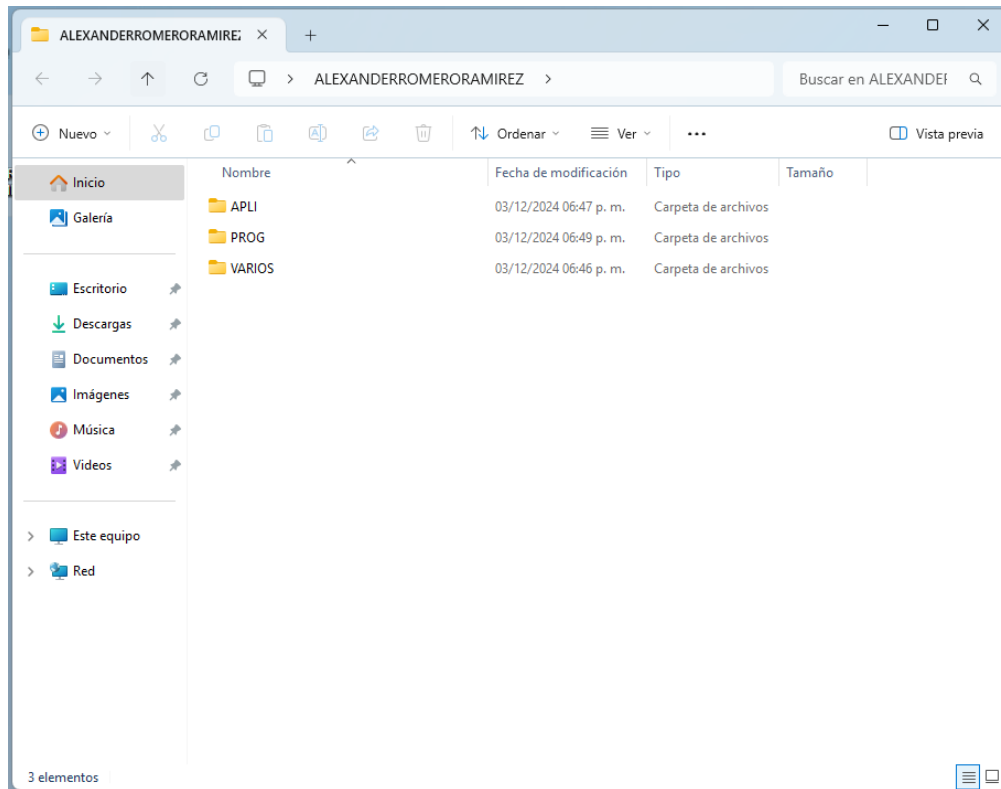 ALEXANDERROMERORAMIREZ
ALEXANDERROMERORAMIREZ
Buscar en ALEXANDER
Nuevo
Ordenar
Ver
Vista previa
Inicio
Galería
Escritorio
Descargas
Documentos
Imágenes
Música
Videos
Este equipo
Red
Nombre Fecha de modificación Tipo Tamaño
APLI 03/12/2024 06:47 p. m. Carpeta de archivos
PROG 03/12/2024 06:49 p. m. Carpeta de archivos
VARIOS 03/12/2024 06:46 p. m. Carpeta de archivos
3 elementos